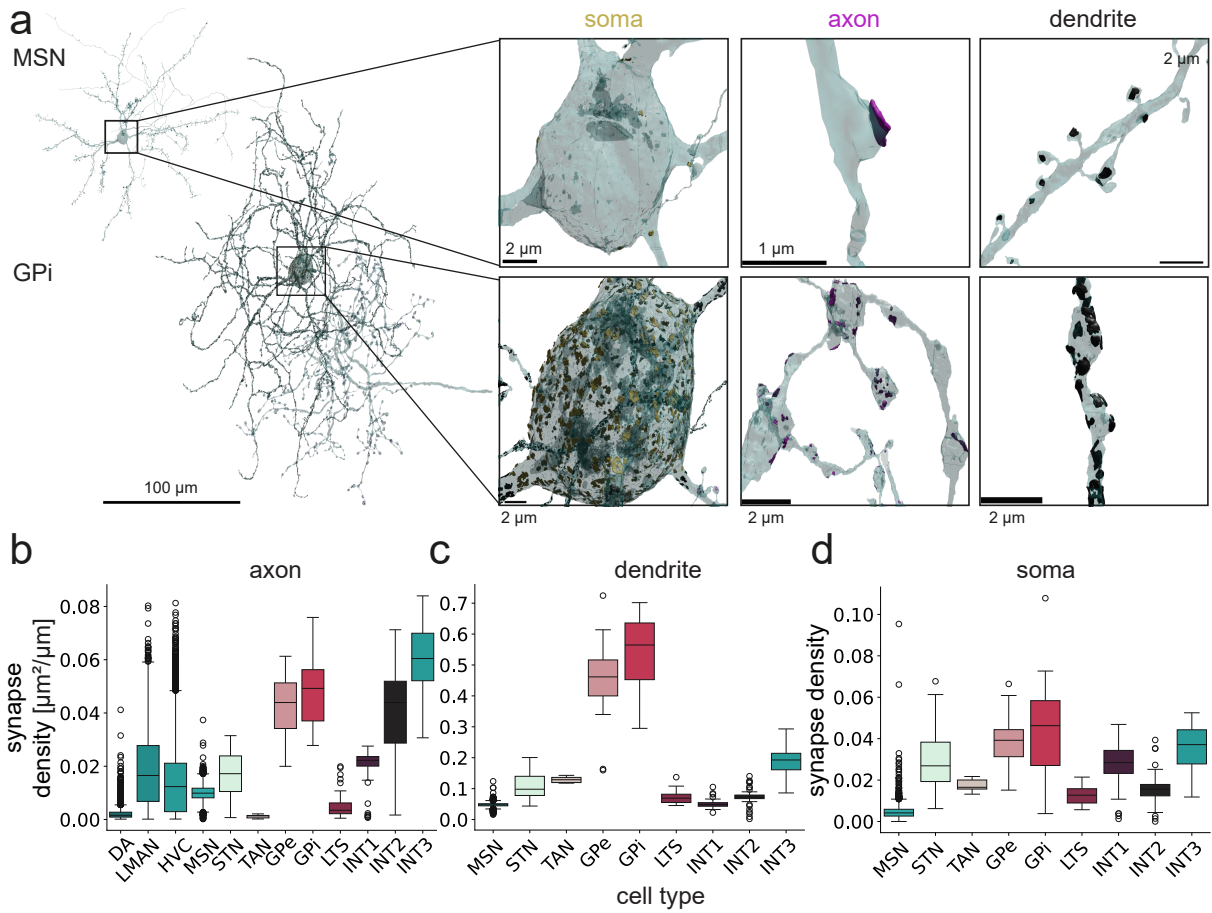 a
soma
axon
dendrite
MSN
2 µm
2 µm
1 µm
GPi
100 µm
2 µm
2 µm
2 µm
b
axon
c
dendrite
d
soma
synapse
density [µm²/µm]
0.08
0.06
0.04
0.02
0.00
DA
LMAN
HVC
MSN
STN
TAN
GPe
GPi
LTS
INT1
INT2
INT3
0.7
0.6
0.5
0.4
0.3
0.2
0.1
0.0
MSN
STN
TAN
GPe
GPi
LTS
INT1
INT2
INT3
synapse density
0.10
0.08
0.06
0.04
0.02
0.00
MSN
STN
TAN
GPe
GPi
LTS
INT1
INT2
INT3
cell type